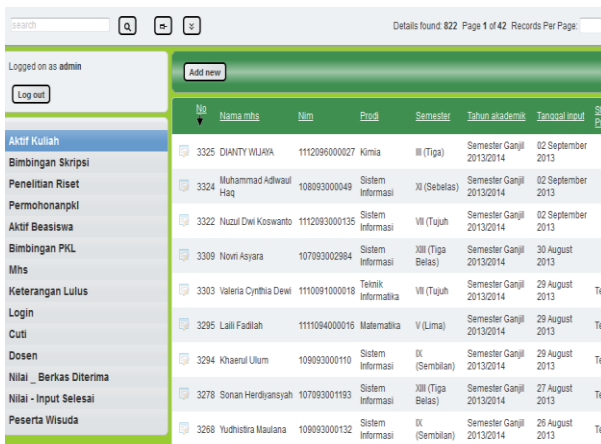 search Details found: 822 Page 1 of 42 Records Per Page:
Logged on as admin
Log out
Add new
No Nama mhs Nim Prodi Semester Tahun akademik Tanggal input
Aktif Kuliah
Bimbingan Skripsi
Penelitian Riset
Permohonanpkl
Aktif Beasiswa
Bimbingan PKL
Mhs
Keterangan Lulus
Login
Cuti
Dosen
Nilai _ Berkas Diterima
Nilai - Input Selesai
Peserta Wisuda
3325 DIANTY WIJAYA 1112096000027 Kimia III (Tiga) Semester Ganjil 02 September
2013/2014 2013
3324 Muhammad Adlwaul 108093000049 Sistem XI (Sebelas) Semester Ganjil 02 September
Haq Informasi 2013/2014 2013
3322 Nuzul Dwi Koswanto 1112093000135 Sistem VII (Tujuh Semester Ganjil 02 September
Informasi 2013/2014 2013
3309 Novri Asyara 107093002984 Sistem XIII (Tiga Semester Ganjil 30 August
Informasi Belas) 2013/2014 2013
3303 Valeria Cynthia Dewi 1110091000018 Teknik VII (Tujuh Semester Ganjil 29 August
Informatika 2013/2014 2013
3295 Laili Fadilah 1111094000016 Matematika V (Lima) Semester Ganjil 29 August
2013/2014 2013
3294 Khaerul Ulum 109093000110 Sistem IX Semester Ganjil 29 August
Informasi (Sembilan) 2013/2014 2013
3278 Sonan Herdiyansyah 107093001193 Sistem XIII (Tiga Semester Ganjil 27 August
Informasi Belas) 2013/2014 2013
3268 Yudhistira Maulana 109093000132 Sistem IX Semester Ganjil 26 August
Informasi (Sembilan) 2013/2014 2013